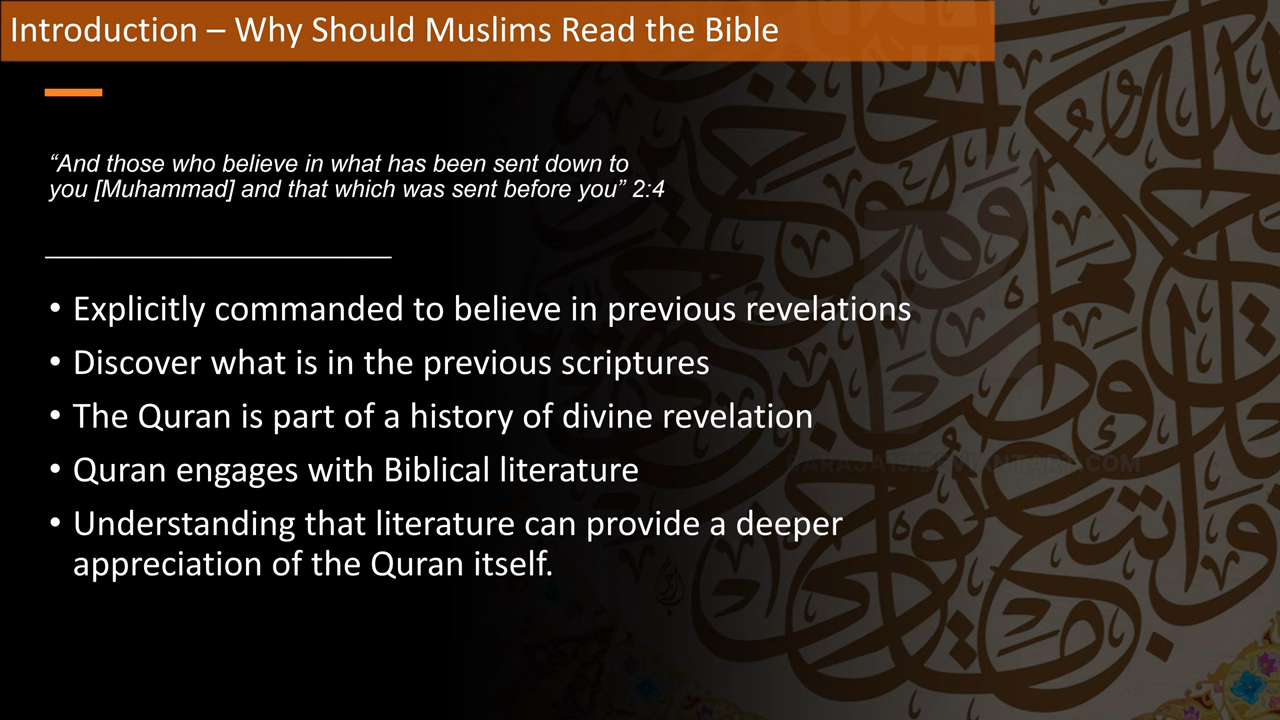 Introduction – Why Should Muslims Read the Bible
“And those who believe in what has been sent down to
you [Muhammad] and that which was sent before you” 2:4
• Explicitly commanded to believe in previous revelations
• Discover what is in the previous scriptures
• The Quran is part of a history of divine revelation
• Quran engages with Biblical literature
• Understanding that literature can provide a deeper
appreciation of the Quran itself.